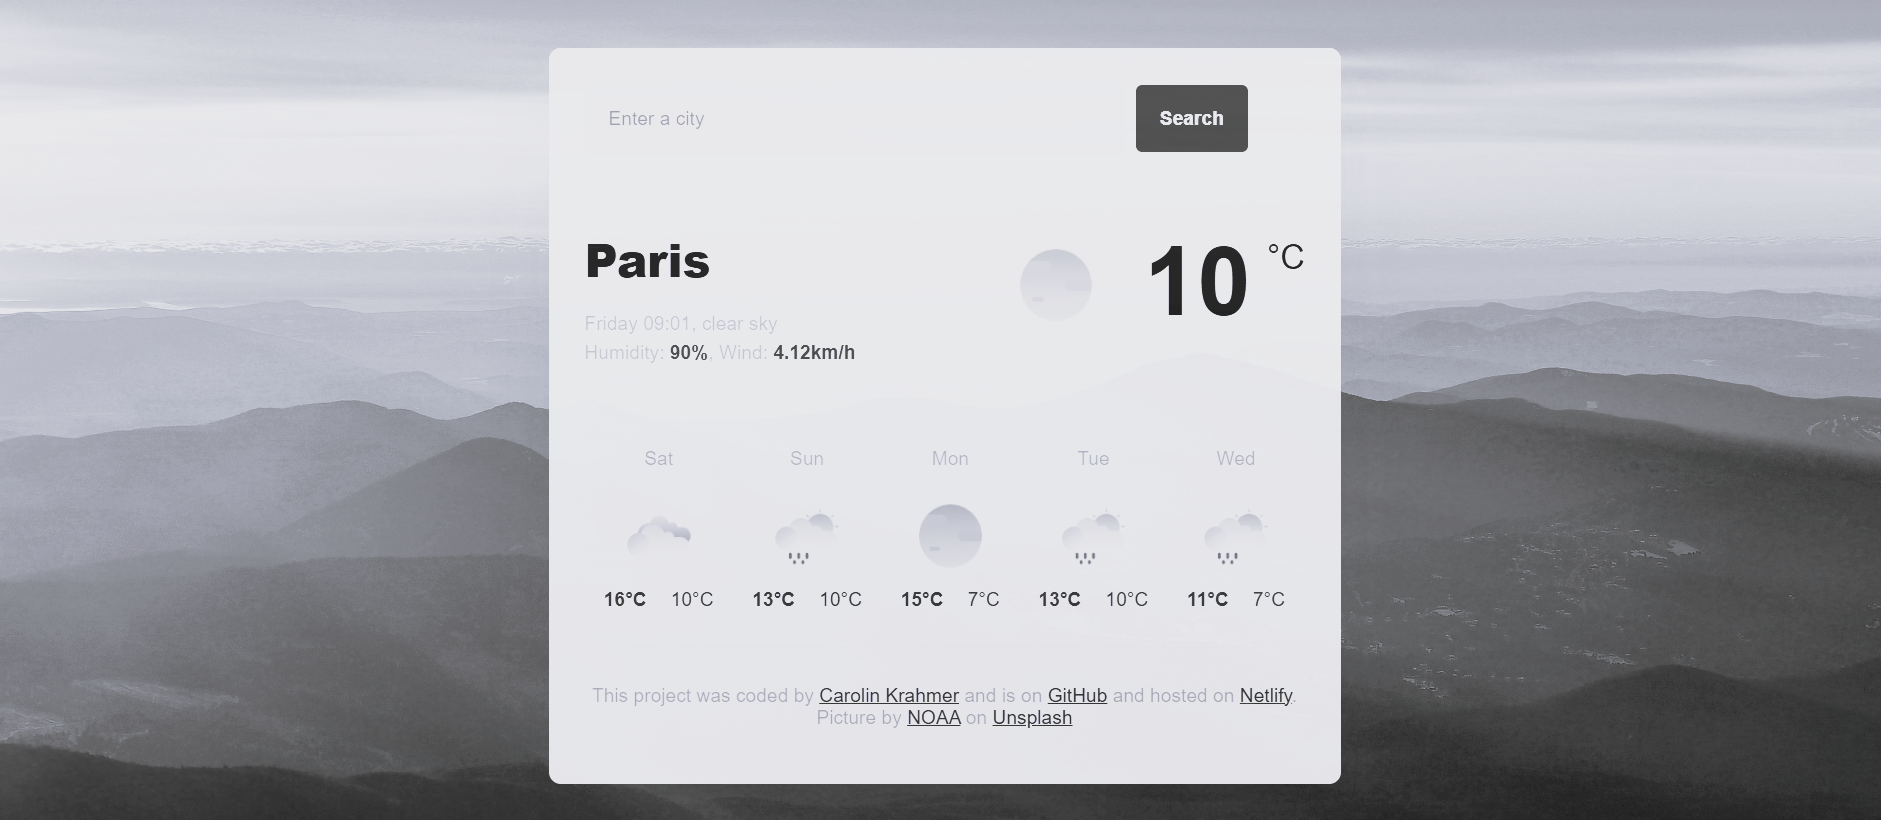 Enter a city
Search
Paris
10 °C
Friday 09:01, clear sky
Humidity: 90%, Wind: 4.12km/h
Sat Sun Mon Tue Wed
16°C 10°C 13°C 10°C 15°C 7°C 13°C 10°C 11°C 7°C
This project was coded by Carolin Krahmer and is on GitHub and hosted on Netlify.
Picture by NOAA on Unsplash